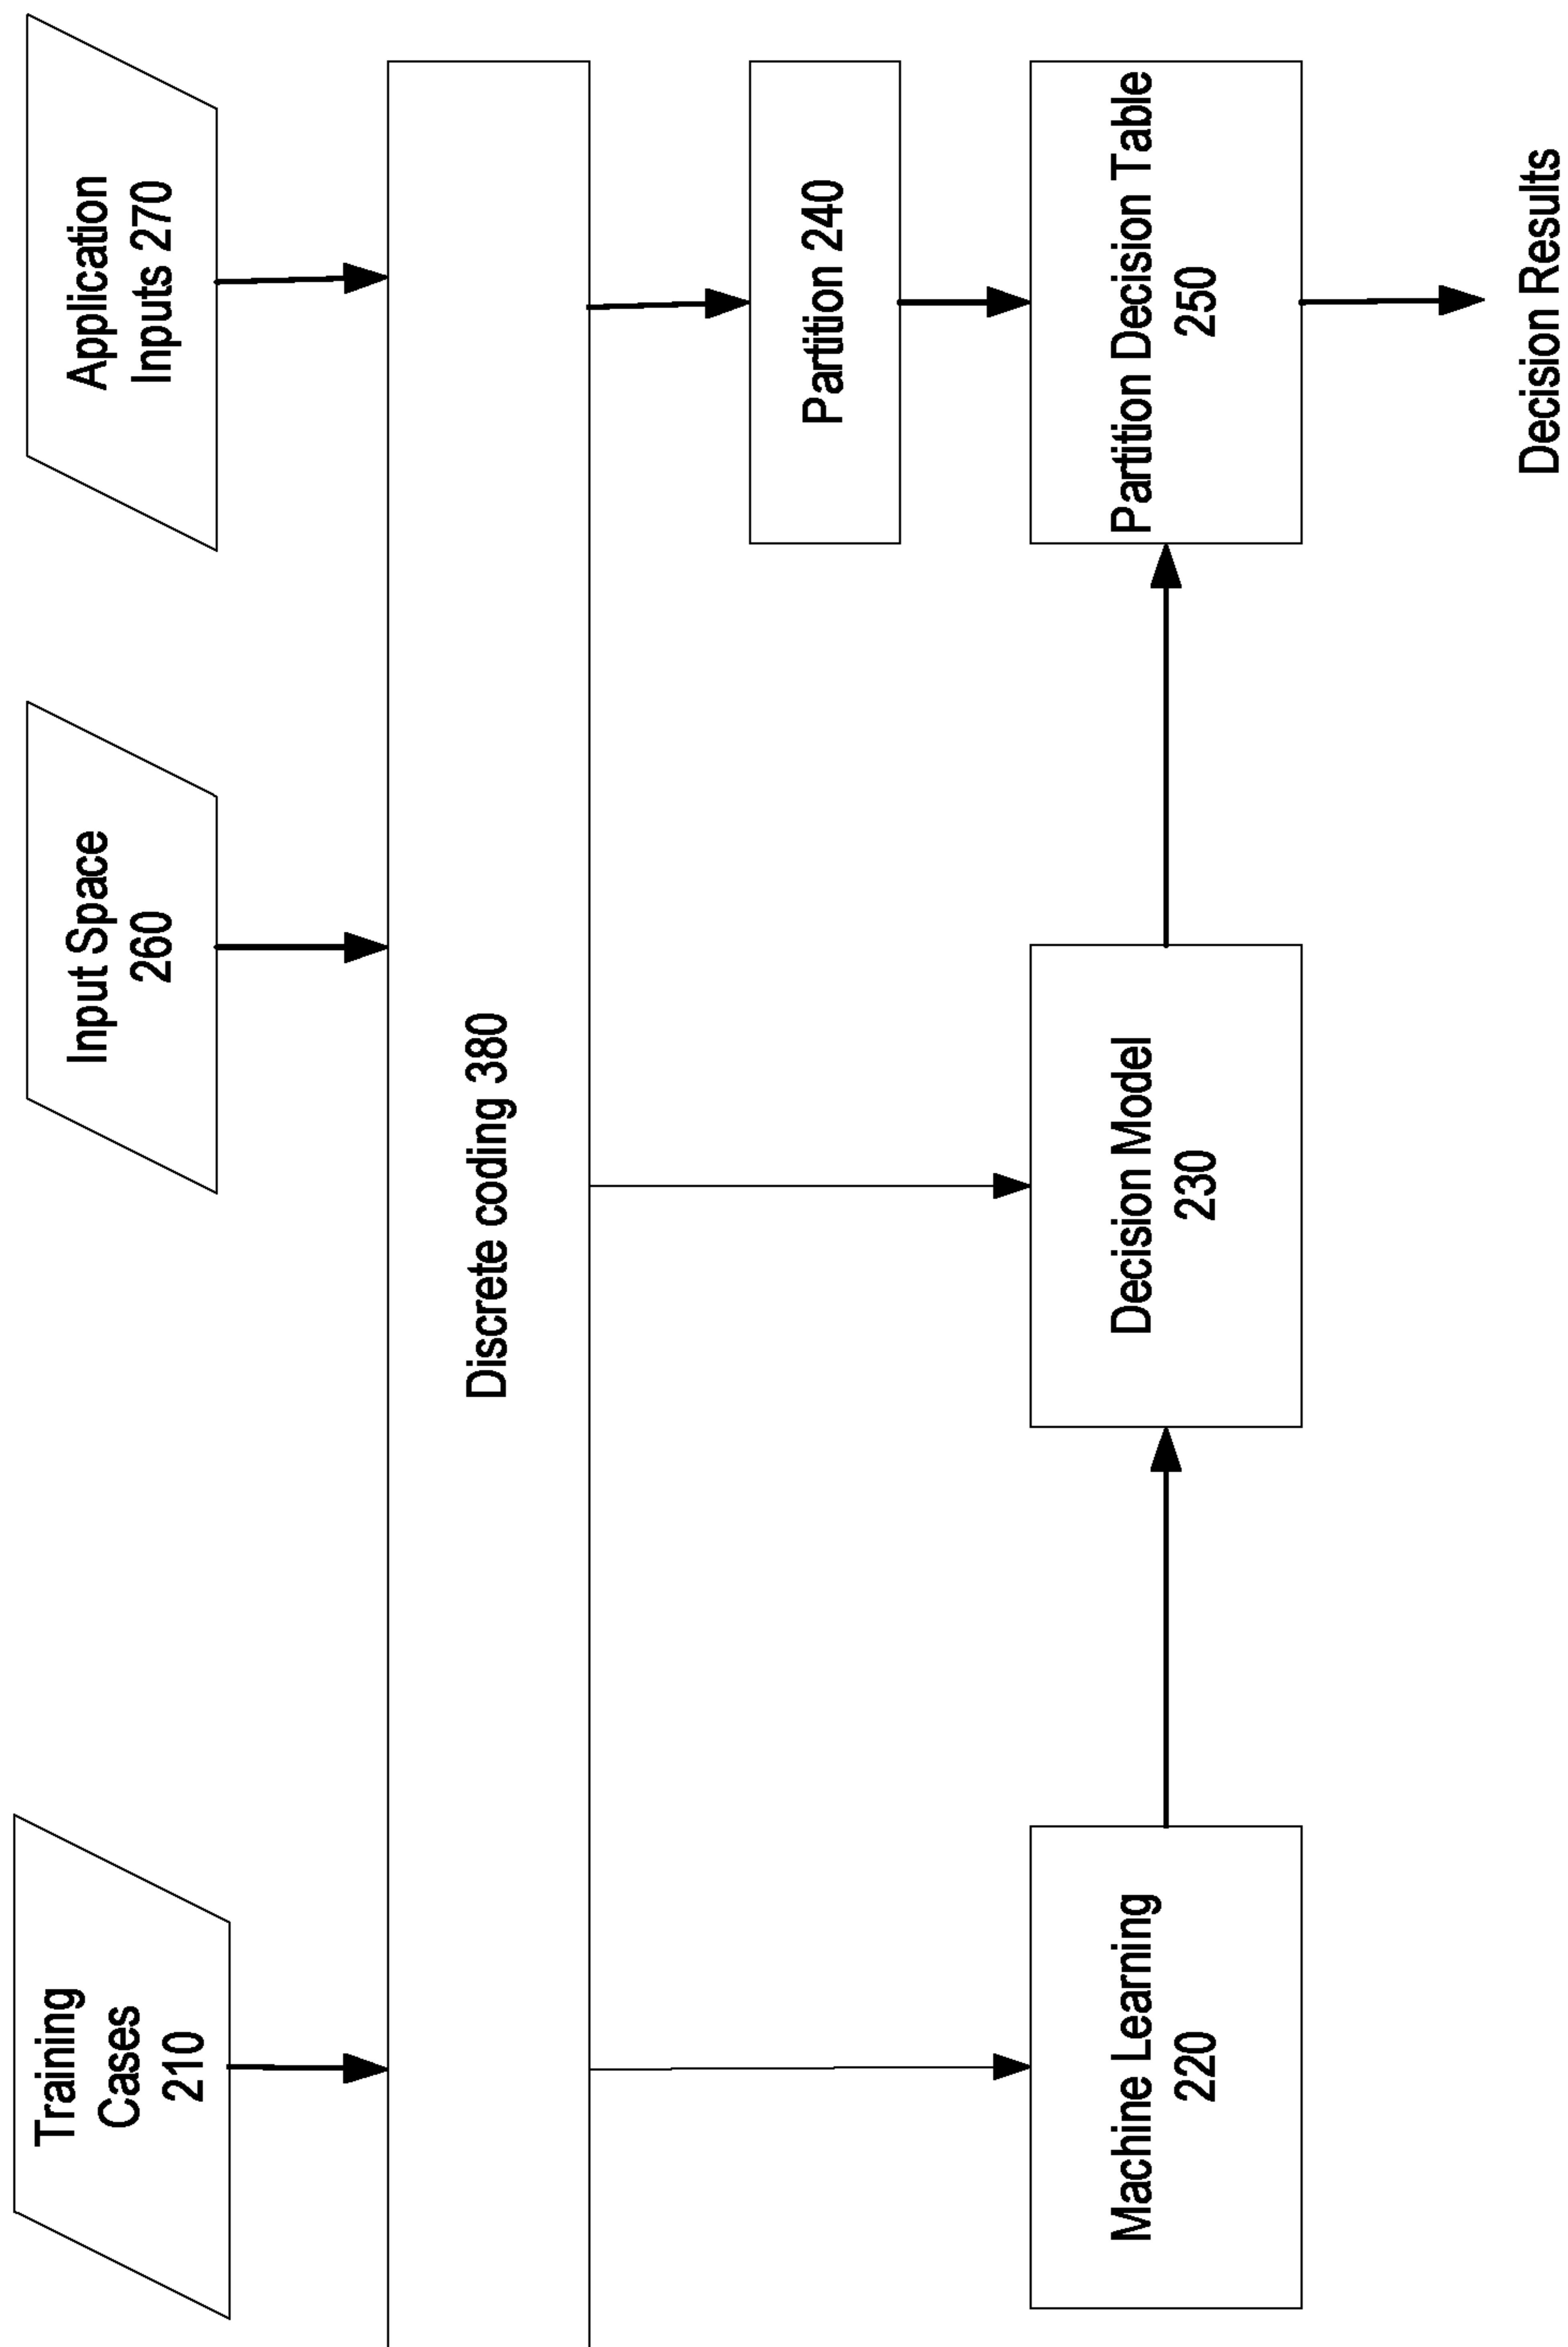 Training
Cases
210
Input Space
260
Application
Inputs 270
Discrete coding 380
Partition 240
Machine Learning
220
Decision Model
230
Partition Decision Table
250
Decision Results